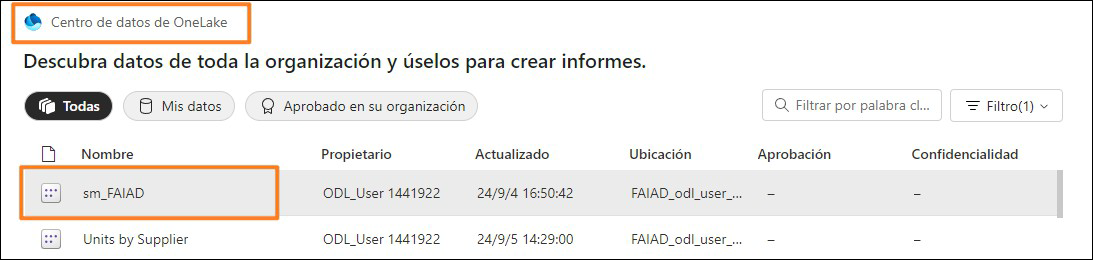 Centro de datos de OneLake
Descubra datos de toda la organización y úselos para crear informes.
Todas Mis datos Aprobado en su organización Filtrar por palabra cl... Filtro(1)
Nombre Propietario Actualizado Ubicación Aprobación Confidencialidad
sm_FAIAD ODL_User 1441922 24/9/4 16:50:42 FAIAD_odl_user_... – –
Units by Supplier ODL_User 1441922 24/9/5 14:29:00 FAIAD_odl_user_... – –